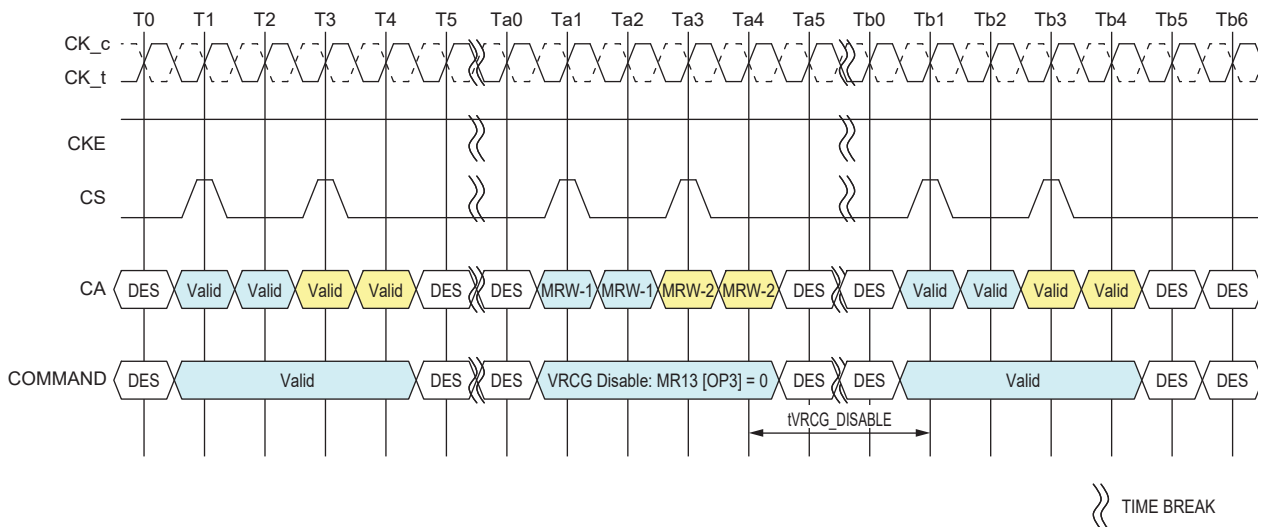 T0 T1 T2 T3 T4 T5 Ta0 Ta1 Ta2 Ta3 Ta4 Ta5 Tb0 Tb1 Tb2 Tb3 Tb4 Tb5 Tb6
CK_c
CK_t
CKE
CS
CA DES Valid Valid Valid Valid DES DES MRW-1 MRW-1 MRW-2 MRW-2 DES DES Valid Valid Valid Valid DES DES
COMMAND DES Valid DES DES VRCG Disable: MR13 [OP3] = 0 DES DES Valid DES DES
tVRCG_DISABLE
TIME BREAK